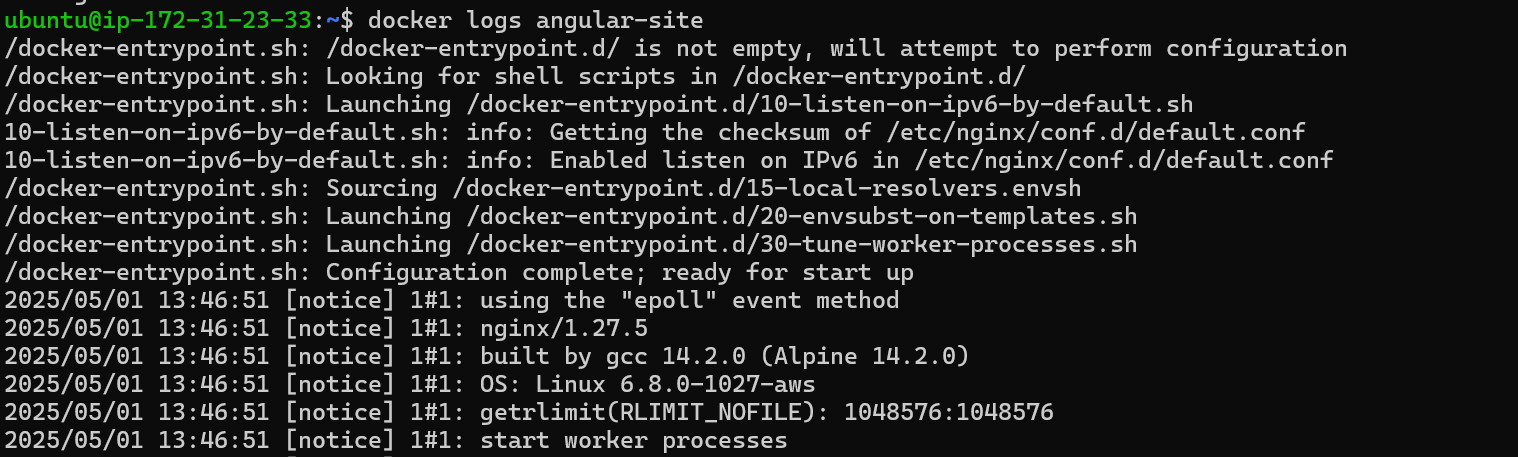 ubuntu@ip-172-31-23-33:~$ docker logs angular-site
/docker-entrypoint.sh: /docker-entrypoint.d/ is not empty, will attempt to perform configuration
/docker-entrypoint.sh: Looking for shell scripts in /docker-entrypoint.d/
/docker-entrypoint.sh: Launching /docker-entrypoint.d/10-listen-on-ipv6-by-default.sh
10-listen-on-ipv6-by-default.sh: info: Getting the checksum of /etc/nginx/conf.d/default.conf
10-listen-on-ipv6-by-default.sh: info: Enabled listen on IPv6 in /etc/nginx/conf.d/default.conf
/docker-entrypoint.sh: Sourcing /docker-entrypoint.d/15-local-resolvers.envsh
/docker-entrypoint.sh: Launching /docker-entrypoint.d/20-envsubst-on-templates.sh
/docker-entrypoint.sh: Launching /docker-entrypoint.d/30-tune-worker-processes.sh
/docker-entrypoint.sh: Configuration complete; ready for start up
2025/05/01 13:46:51 [notice] 1#1: using the "epoll" event method
2025/05/01 13:46:51 [notice] 1#1: nginx/1.27.5
2025/05/01 13:46:51 [notice] 1#1: built by gcc 14.2.0 (Alpine 14.2.0)
2025/05/01 13:46:51 [notice] 1#1: OS: Linux 6.8.0-1027-aws
2025/05/01 13:46:51 [notice] 1#1: getrlimit(RLIMIT_NOFILE): 1048576:1048576
2025/05/01 13:46:51 [notice] 1#1: start worker processes